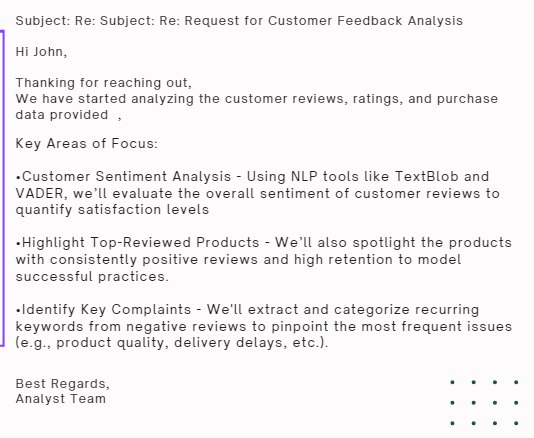 Subject: Re: Subject: Re: Request for Customer Feedback Analysis
Hi John,
Thanking for reaching out,
We have started analyzing the customer reviews, ratings, and purchase
data provided  ,
Key Areas of Focus:
•Customer Sentiment Analysis - Using NLP tools like TextBlob and
VADER, we'll evaluate the overall sentiment of customer reviews to
quantify satisfaction levels
•Highlight Top-Reviewed Products - We'll also spotlight the products
with consistently positive reviews and high retention to model
successful practices.
•Identify Key Complaints - We'll extract and categorize recurring
keywords from negative reviews to pinpoint the most frequent issues
(e.g., product quality, delivery delays, etc.).
Best Regards,
Analyst Team